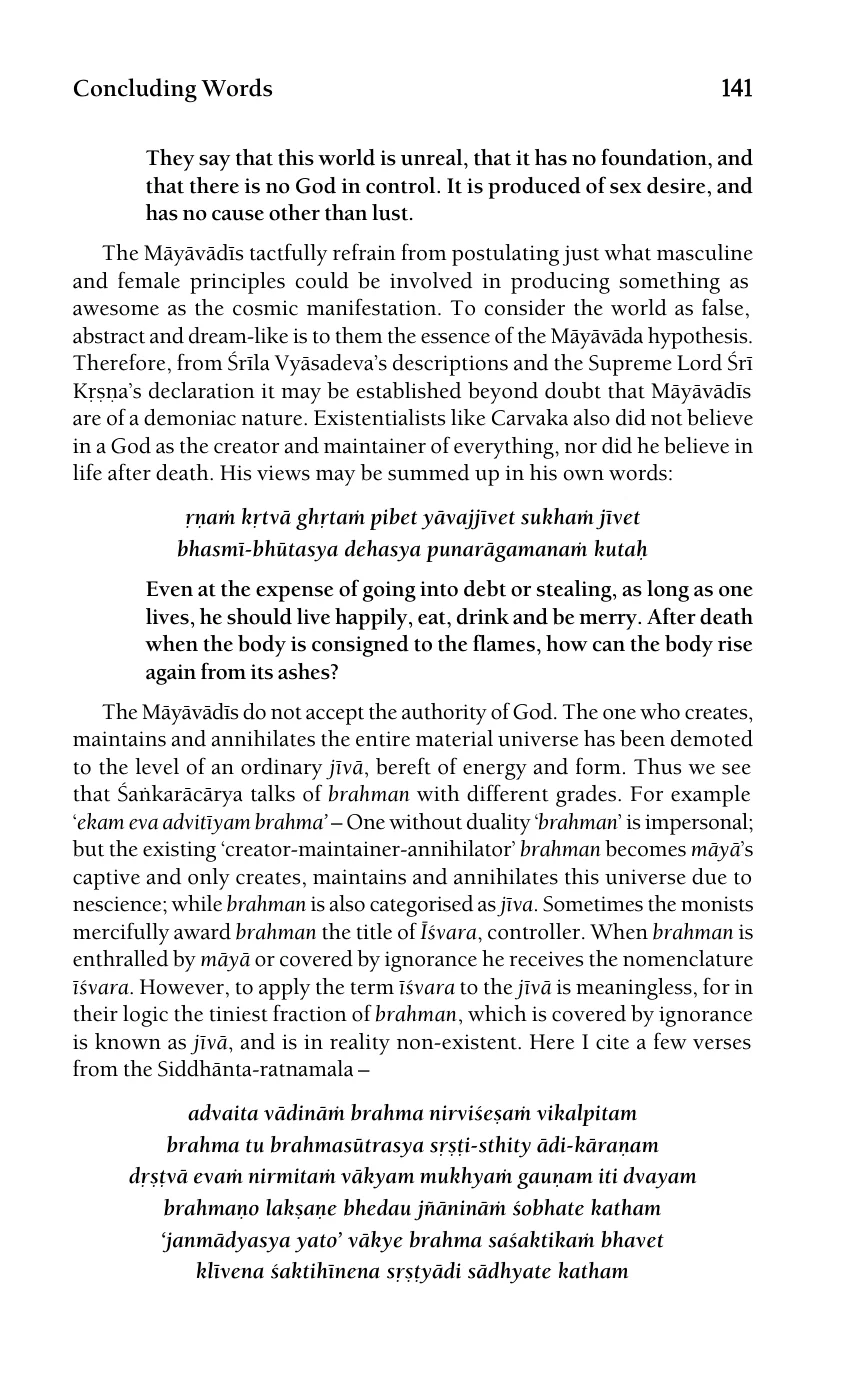 Concluding Words 141
They say that this world is unreal, that it has no foundation, and
that there is no God in control. It is produced of sex desire, and
has no cause other than lust.
The Māyāvādīs tactfully refrain from postulating just what masculine
and female principles could be involved in producing something as
awesome as the cosmic manifestation. To consider the world as false,
abstract and dream-like is to them the essence of the Māyāvāda hypothesis.
Therefore, from Śrīla Vyāsadeva’s descriptions and the Supreme Lord Śrī
Kṛṣṇa’s declaration it may be established beyond doubt that Māyāvādīs
are of a demoniac nature. Existentialists like Carvaka also did not believe
in a God as the creator and maintainer of everything, nor did he believe in
life after death. His views may be summed up in his own words:
ṛṇaṁ kṛtvā ghṛtaṁ pibet yāvajjīvet sukhaṁ jīvet
bhasmī-bhūtasya dehasya punarāgamanaṁ kutaḥ
Even at the expense of going into debt or stealing, as long as one
lives, he should live happily, eat, drink and be merry. After death
when the body is consigned to the flames, how can the body rise
again from its ashes?
The Māyāvādīs do not accept the authority of God. The one who creates,
maintains and annihilates the entire material universe has been demoted
to the level of an ordinary jīvā, bereft of energy and form. Thus we see
that Śaṅkarācārya talks of brahman with different grades. For example
‘ekam eva advitīyam brahma’ – One without duality ‘brahman’ is impersonal;
but the existing ‘creator-maintainer-annihilator’ brahman becomes māyā’s
captive and only creates, maintains and annihilates this universe due to
nescience; while brahman is also categorised as jīva. Sometimes the monists
mercifully award brahman the title of Īśvara, controller. When brahman is
enthralled by māyā or covered by ignorance he receives the nomenclature
īśvara. However, to apply the term īśvara to the jīvā is meaningless, for in
their logic the tiniest fraction of brahman, which is covered by ignorance
is known as jīvā, and is in reality non-existent. Here I cite a few verses
from the Siddhānta-ratnamala –
advaita vādināṁ brahma nirviśeṣaṁ vikalpitam
brahma tu brahmasūtrasya sṛṣṭi-sthity ādi-kāraṇam
dṛṣṭvā evaṁ nirmitaṁ vākyam mukhyaṁ gauṇam iti dvayam
brahmaṇo lakṣaṇe bhedau jñānināṁ śobhate katham
‘janmādyasya yato’ vākye brahma saśaktikaṁ bhavet
klīvena śaktihīnena sṛṣṭyādi sādhyate katham